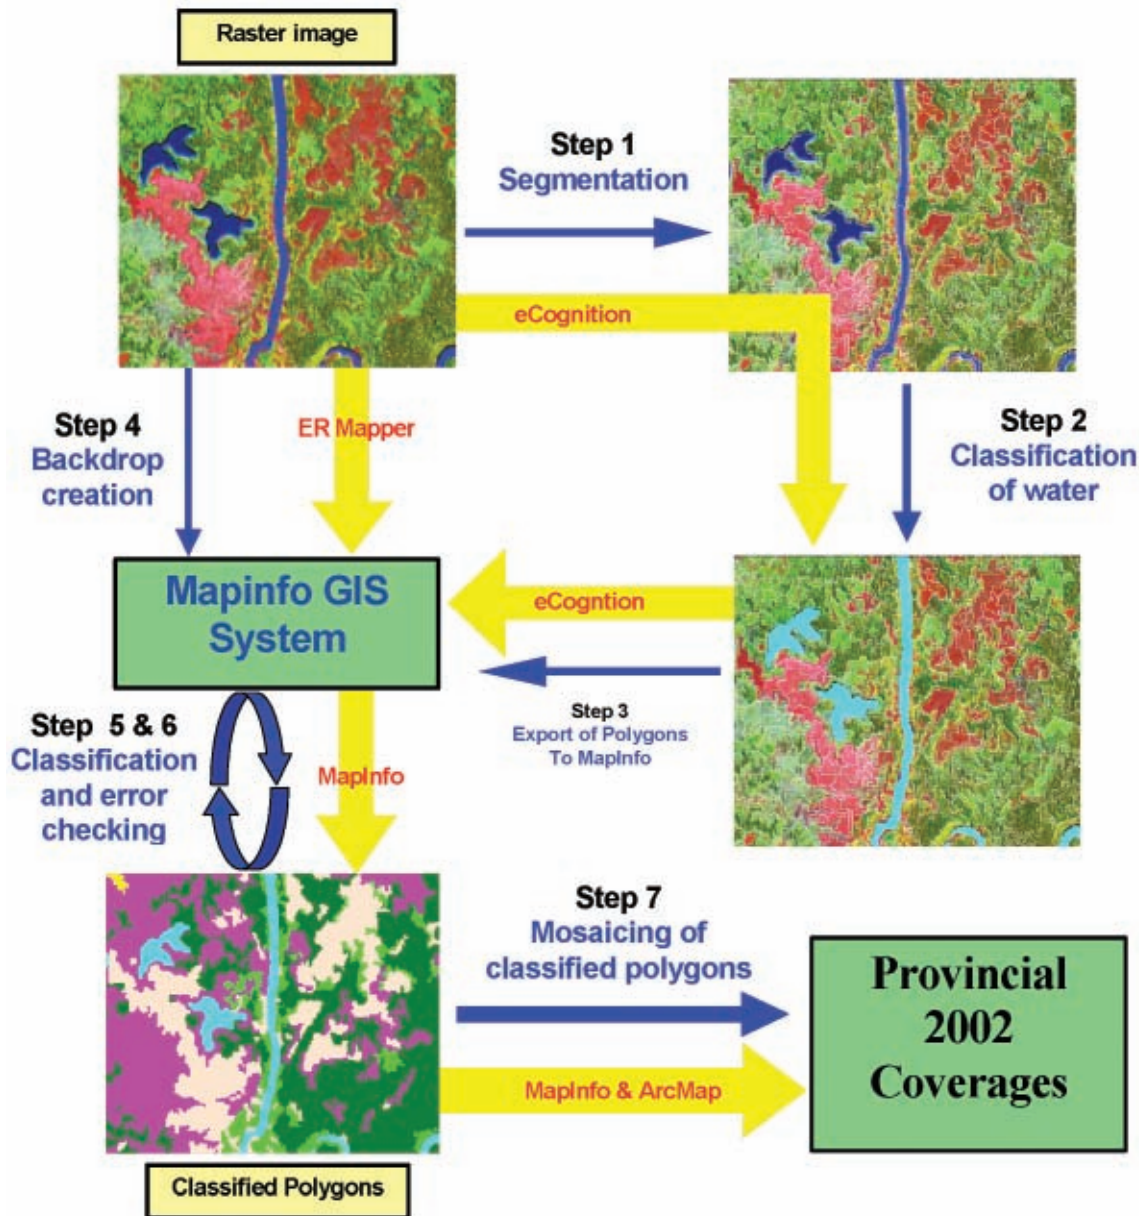 Raster image
Step 1
Segmentation
eCognition
Step 4
Backdrop
creation
ER Mapper
Step 2
Classification
of water
Mapinfo GIS
System
eCogntion
Step 3
Export of Polygons
To MapInfo
Step 5 & 6
Classification
and error
checking
MapInfo
Step 7
Mosaicing of
classified polygons
MapInfo & ArcMap
Provincial
2002
Coverages
Classified Polygons